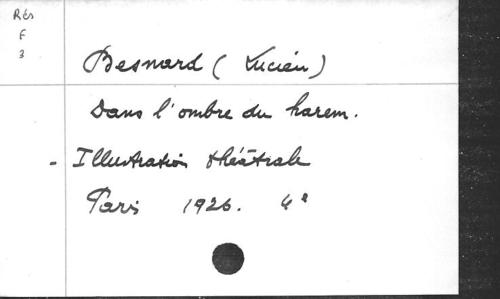 Rés
F
3
Besnard (Lucien)
Dans l'ombre du harem.
- Illustration théâtrale
Paris 1926. 4°